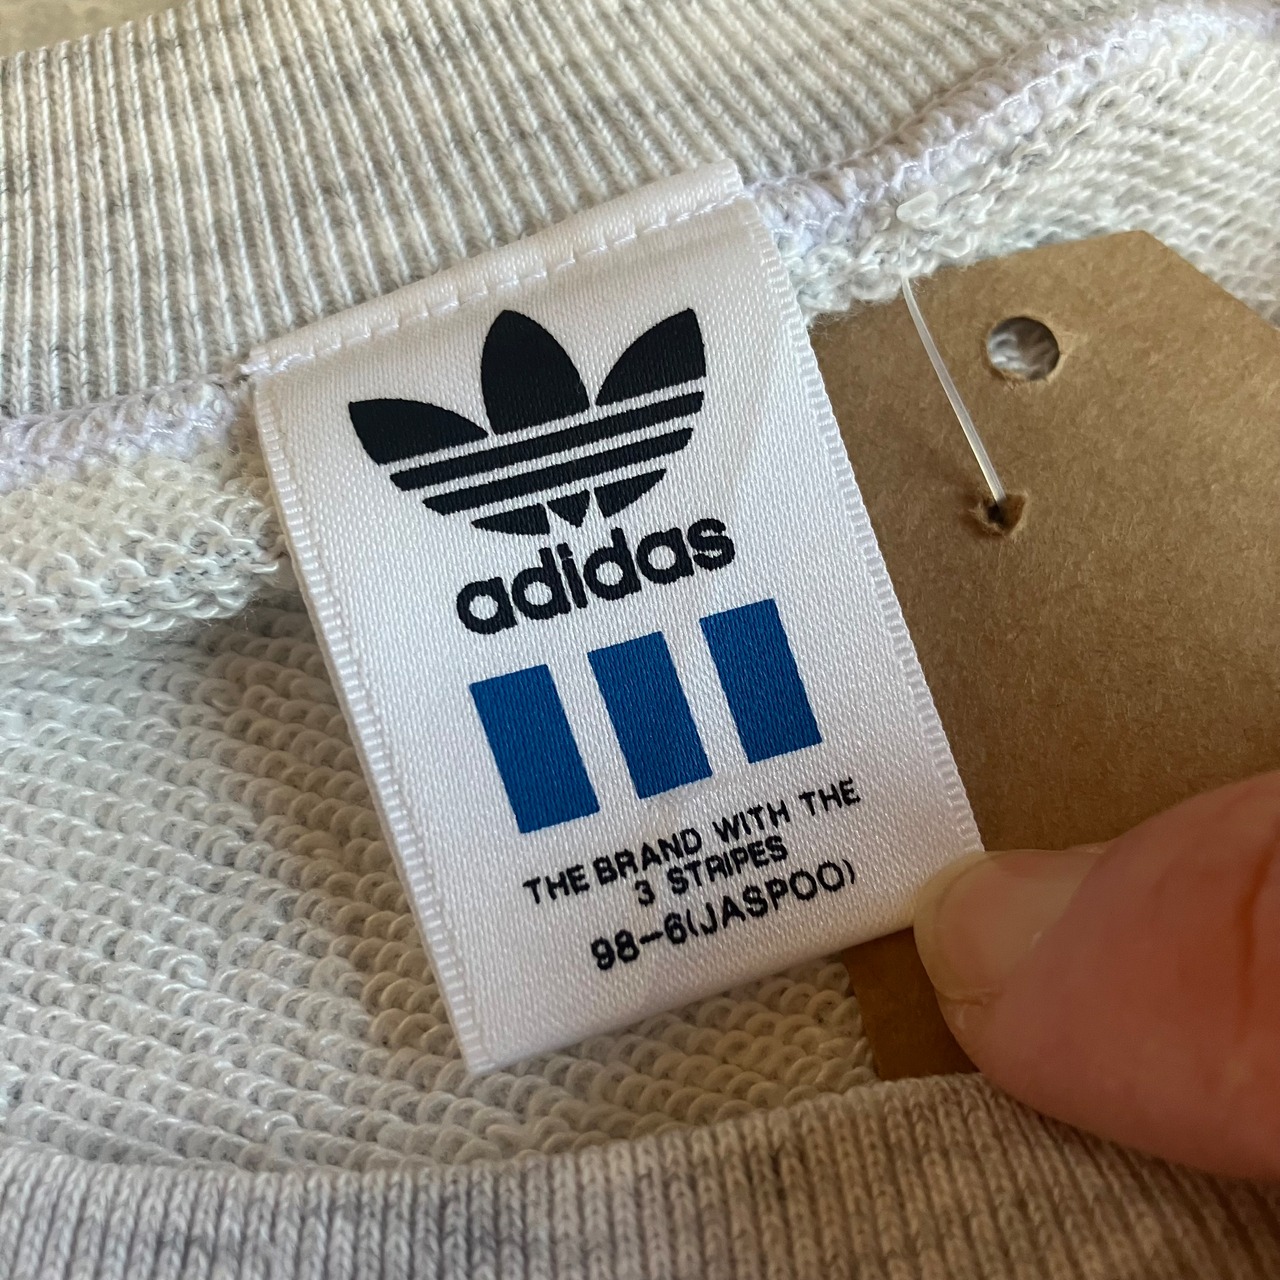 adidas
THE BRAND WITH THE
3 STRIPES
98-6(JASPOO)